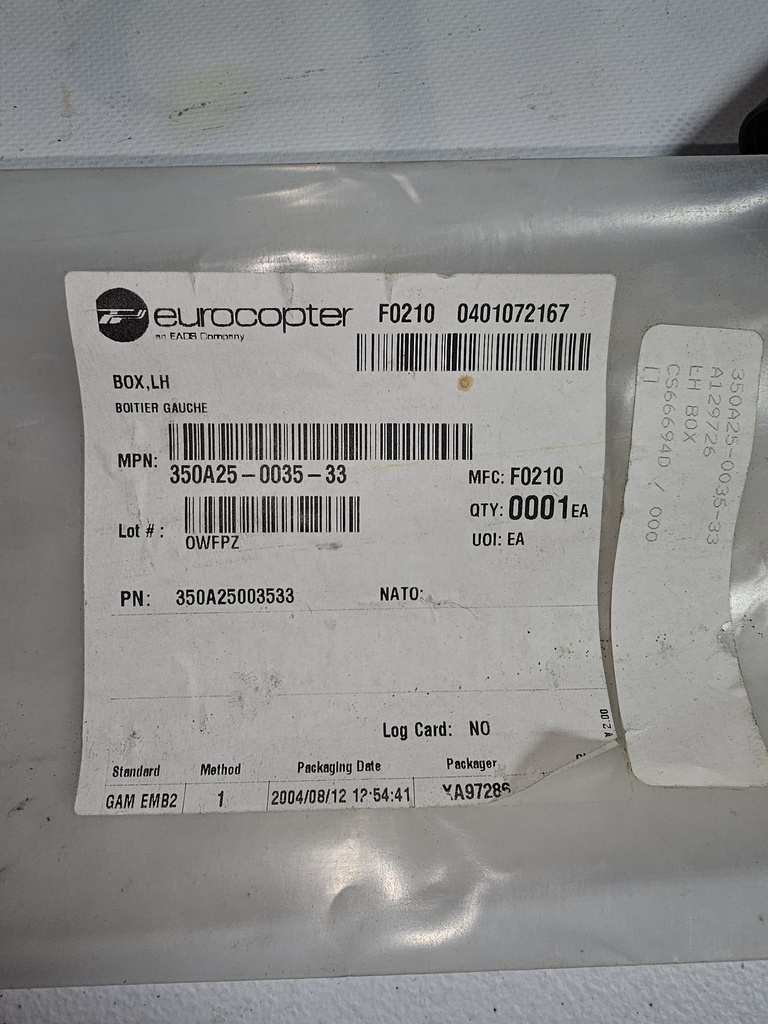 eurocopter F0210 0401072167
an EADS Company
BOX,LH
BOITIER GAUCHE
MPN: 350A25-0035-33 MFC: F0210
QTY: 0001 EA
Lot #: OWFPZ UOI: EA
PN: 350A25003533 NATO:
Log Card: NO
Standard Method Packaging Date Packager
GAM EMB2 1 2004/08/12 12:54:41 XA97286
350A25-0035-33
A129726
LH BOX
CS66694D / 000
[]